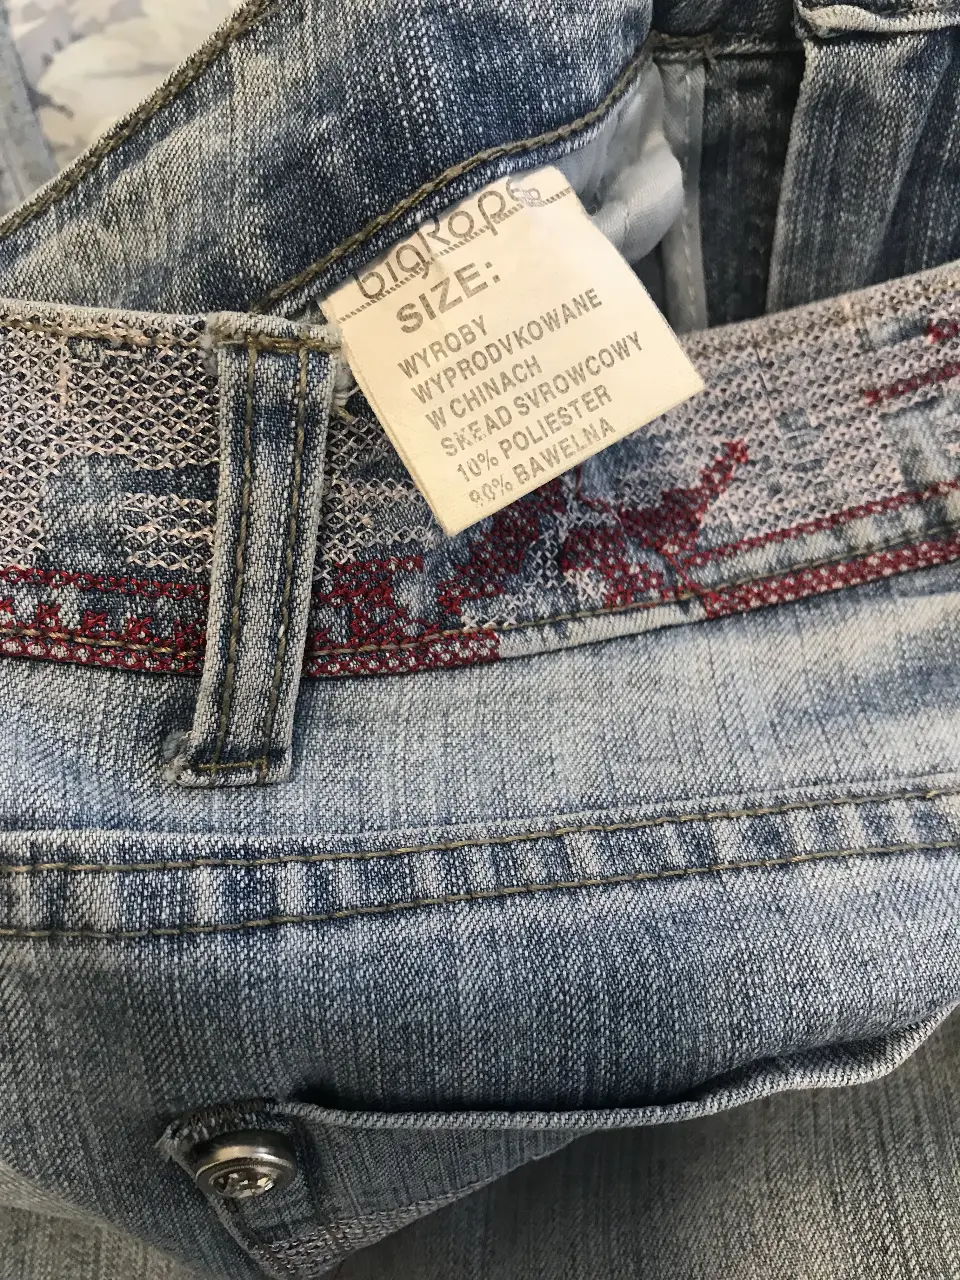 bigRope
SIZE:
WYROBY
WYPRODVKOWANE
W CHINACH
SKEAD SVROWCOWY
10% POLIESTER
90% BAWELNA